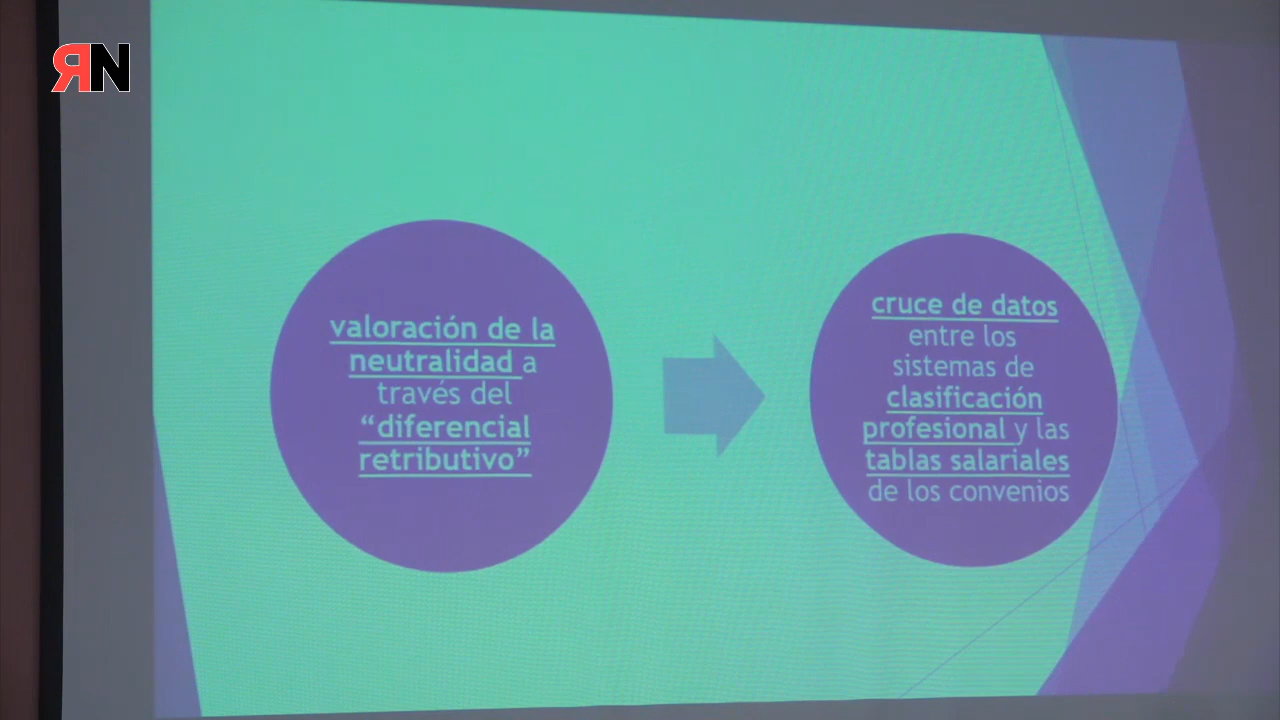 RN
valoración de la
neutralidad a
través del
“diferencial
retributivo”
cruce de datos
entre los
sistemas de
clasificación
profesional y las
tablas salariales
de los convenios